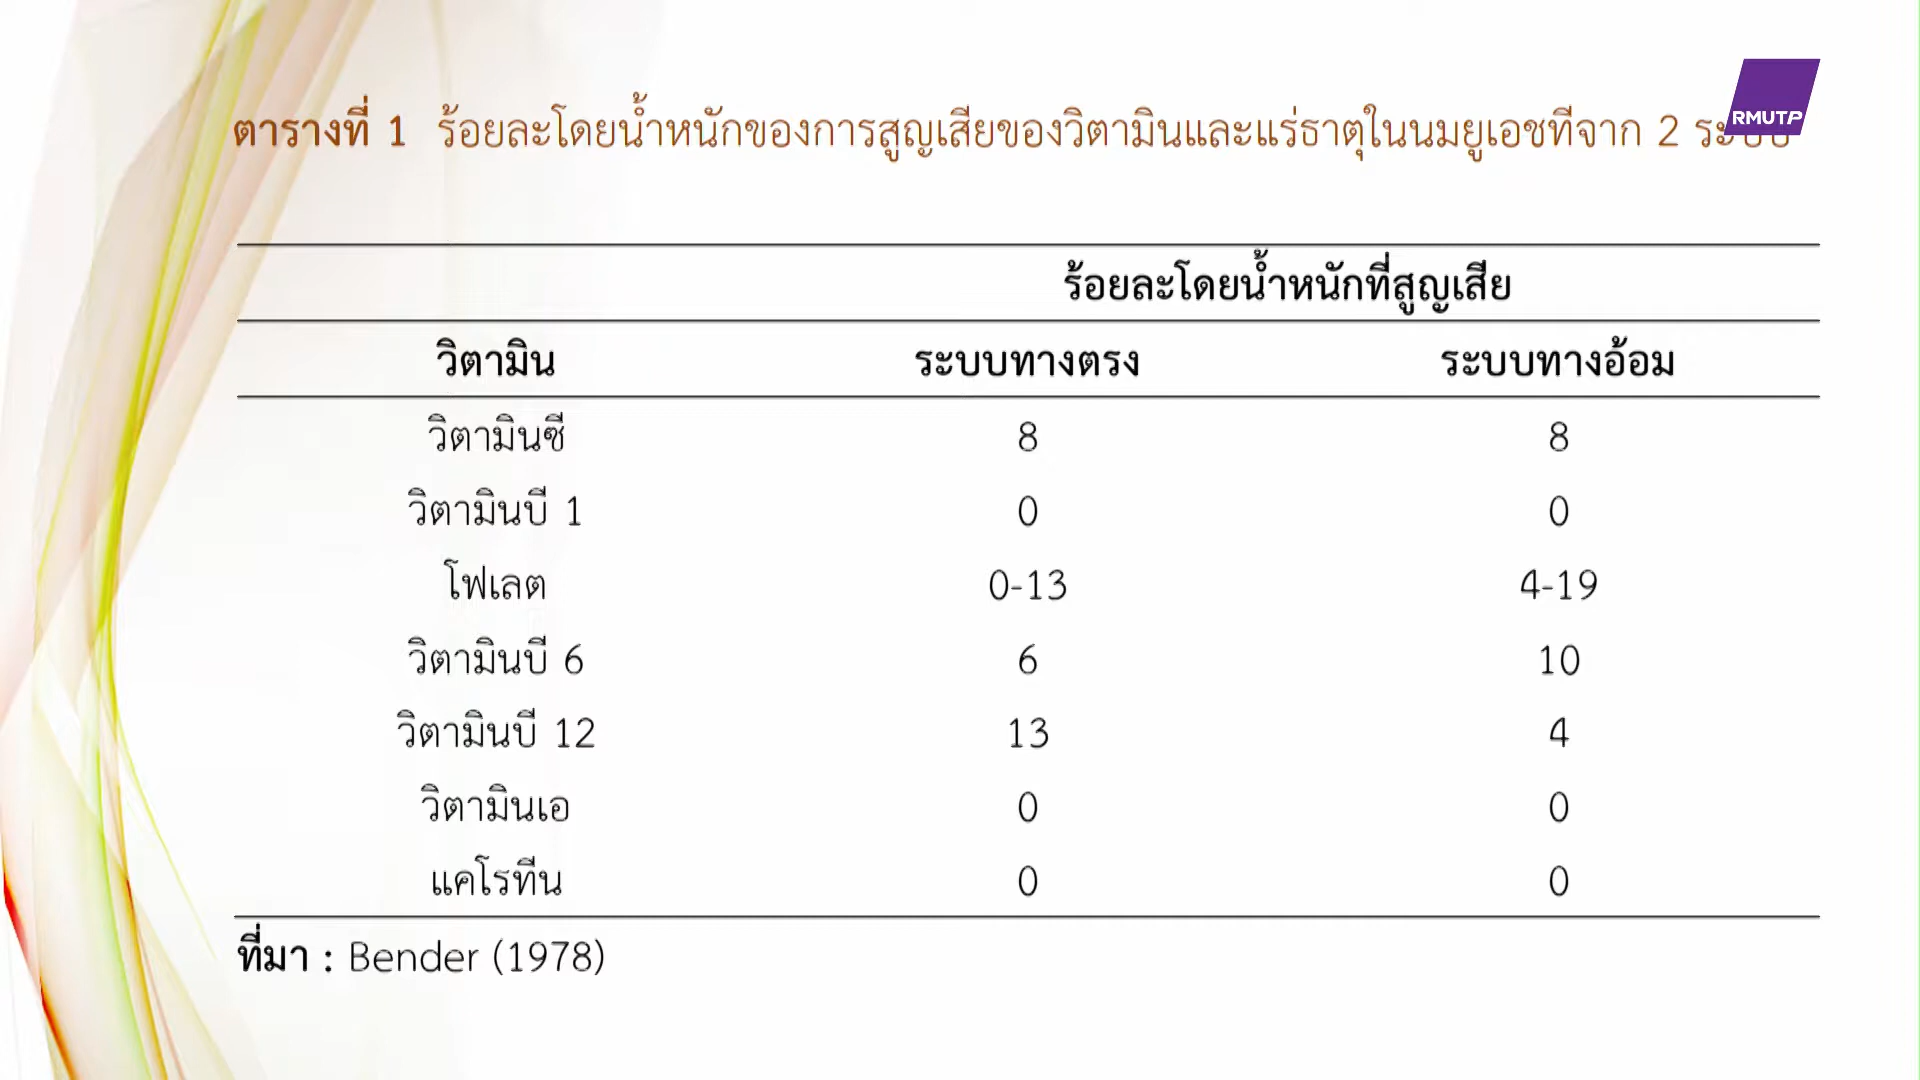 RMUTP
ตารางที่ 1 ร้อยละโดยน้ำหนักของการสูญเสียของวิตามินและแร่ธาตุในนมยูเอชทีจาก 2 ระบบ
ร้อยละโดยน้ำหนักที่สูญเสีย
วิตามิน ระบบทางตรง ระบบทางอ้อม
วิตามินซี 8 8
วิตามินบี 1 0 0
โฟเลต 0-13 4-19
วิตามินบี 6 6 10
วิตามินบี 12 13 4
วิตามินเอ 0 0
แคโรทีน 0 0
ที่มา : Bender (1978)